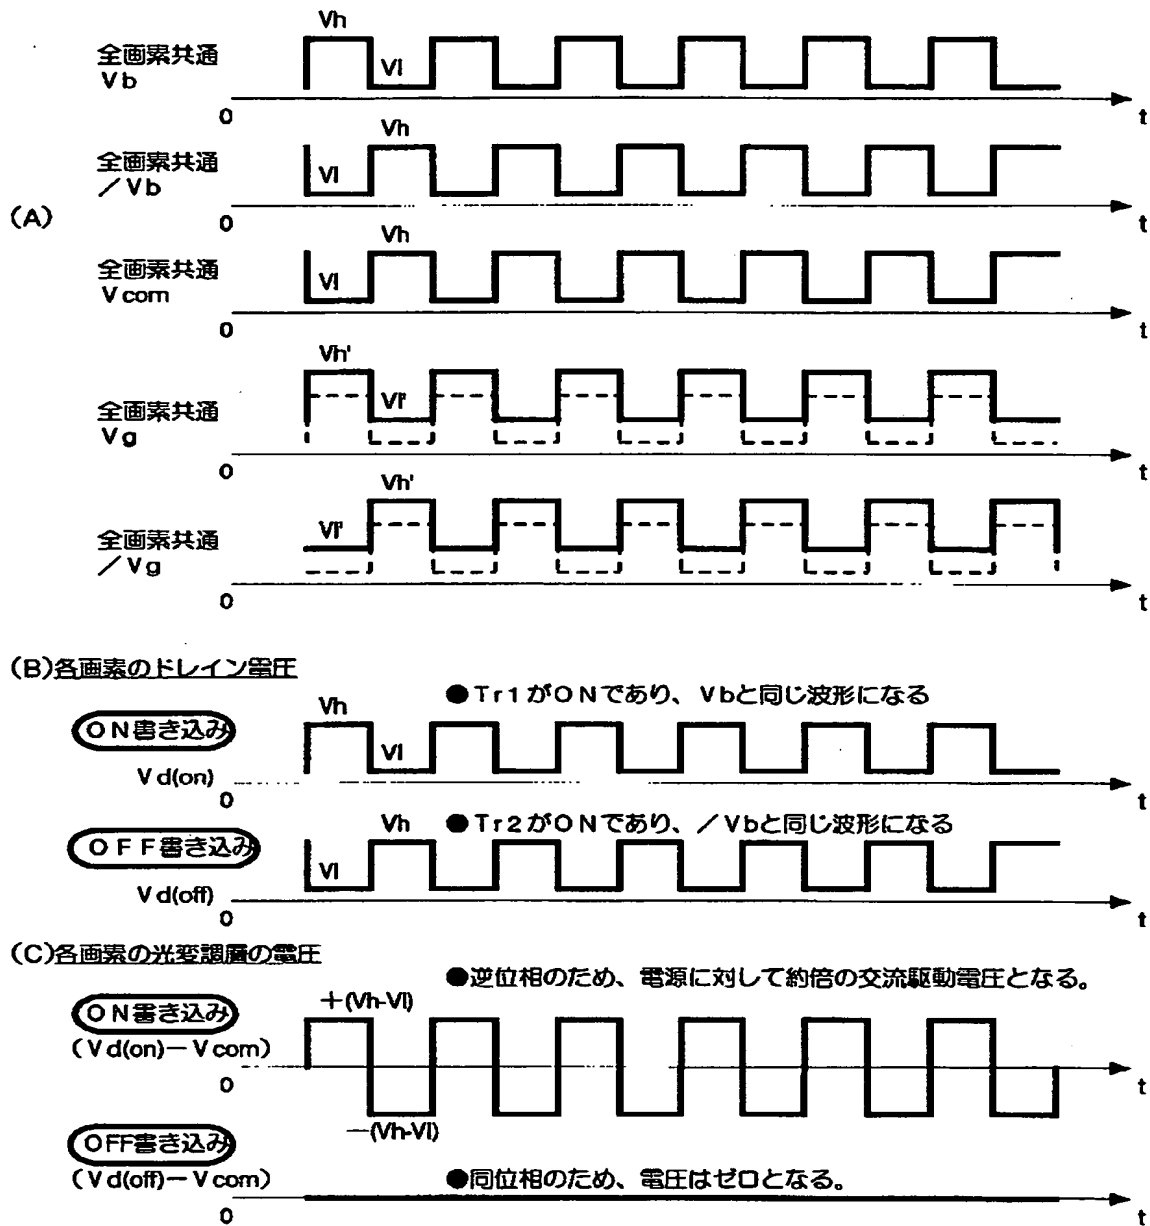 Vh
全画素共通
Vb
Vl
0
t
Vh
全画素共通
／Vb
Vl
(A)
0
t
Vh
全画素共通
Vcom
Vl
0
t
Vh'
全画素共通
Vg
Vl'
0
t
Vh'
全画素共通
／Vg
Vl'
0
t
(B)各画素のドレイン電圧
●Tr1がONであり、Vbと同じ波形になる
Vh
ON書き込み
Vl
Vd(on)
0
t
●Tr2がONであり、／Vbと同じ波形になる
Vh
OFF書き込み
Vl
Vd(off)
0
t
(C)各画素の光変調層の電圧
●逆位相のため、電源に対して約倍の交流駆動電圧となる。
＋(Vh-Vl)
ON書き込み
(Vd(on)－Vcom)
0
t
－(Vh-Vl)
OFF書き込み
(Vd(off)－Vcom)
●同位相のため、電圧はゼロとなる。
0
t